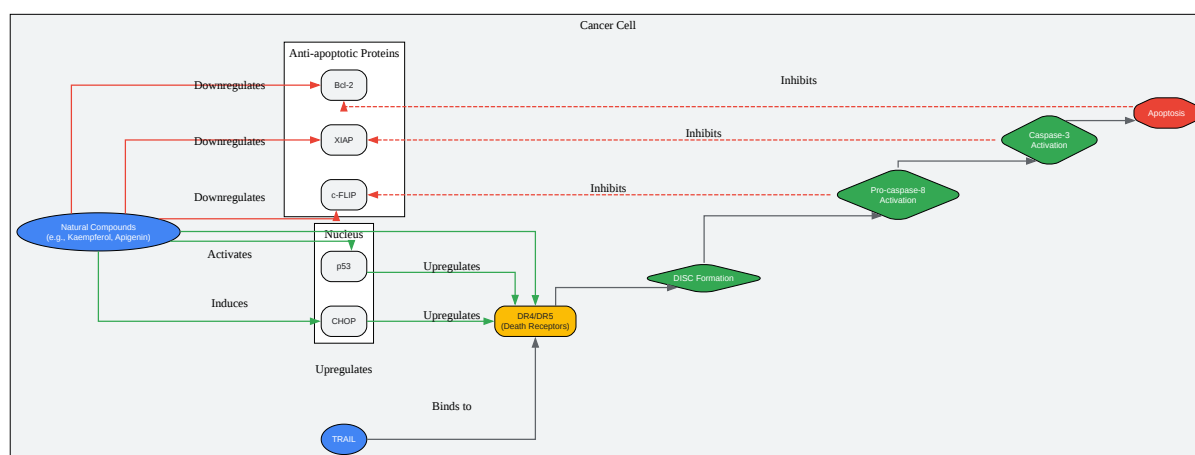 Cancer Cell
Anti-apoptotic Proteins
Downregulates
Bcl-2
Inhibits
Apoptosis
Downregulates
XIAP
Inhibits
Caspase-3
Activation
Downregulates
c-FLIP
Inhibits
Pro-caspase-8
Activation
Natural Compounds
(e.g., Kaempferol, Apigenin)
Nucleus
Activates
p53
Upregulates
DISC Formation
Induces
CHOP
Upregulates
DR4/DR5
(Death Receptors)
Upregulates
Binds to
TRAIL